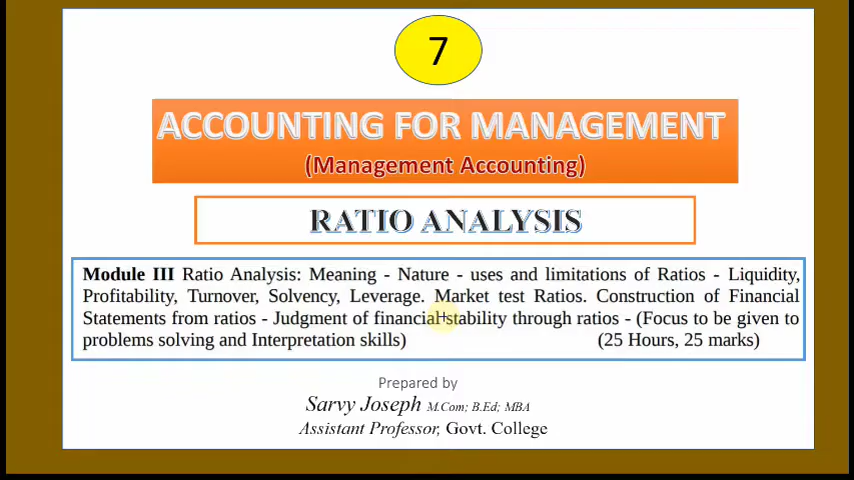 7
ACCOUNTING FOR MANAGEMENT
(Management Accounting)
RATIO ANALYSIS
Module III Ratio Analysis: Meaning - Nature - uses and limitations of Ratios - Liquidity,
Profitability, Turnover, Solvency, Leverage. Market test Ratios. Construction of Financial
Statements from ratios - Judgment of financial stability through ratios - (Focus to be given to
problems solving and Interpretation skills) (25 Hours, 25 marks)
Prepared by
Sarvy Joseph M.Com; B.Ed; MBA
Assistant Professor, Govt. College